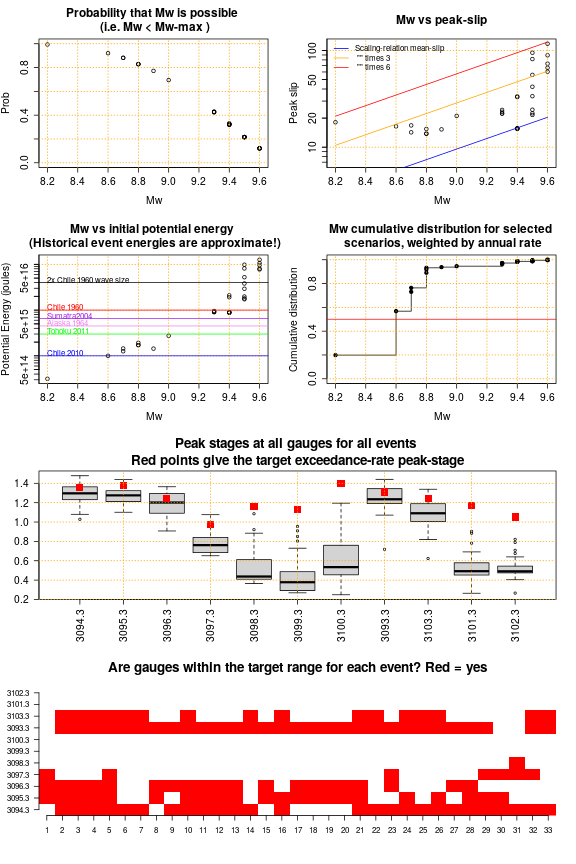 Probability that Mw is possible
(i.e. Mw < Mw-max )
Prob
0.0 0.4 0.8
8.2 8.4 8.6 8.8 9.0 9.2 9.4 9.6
Mw
Mw vs peak-slip
Peak slip
10 20 50 100
Scaling-relation mean-slip
"" times 3
"" times 6
8.2 8.4 8.6 8.8 9.0 9.2 9.4 9.6
Mw
Mw vs initial potential energy
(Historical event energies are approximate!)
Potential Energy (joules)
5e+14 5e+15 5e+16
2x Chile 1960 wave size
Chile 1960
Sumatra2004
Alaska 1964
Tohoku 2011
Chile 2010
8.2 8.4 8.6 8.8 9.0 9.2 9.4 9.6
Mw
Mw cumulative distribution for selected
scenarios, weighted by annual rate
Cumulative distribution
0.0 0.4 0.8
8.2 8.4 8.6 8.8 9.0 9.2 9.4 9.6
Mw
Peak stages at all gauges for all events
Red points give the target exceedance-rate peak-stage
1.4
1.2
1.0
0.8
0.6
0.4
0.2
3094.3 3095.3 3096.3 3097.3 3098.3 3099.3 3100.3 3093.3 3103.3 3101.3 3102.3
Are gauges within the target range for each event? Red = yes
3102.3
3101.3
3103.3
3093.3
3100.3
3099.3
3098.3
3097.3
3096.3
3095.3
3094.3
1 2 3 4 5 6 7 8 9 10 11 12 13 14 15 16 17 18 19 20 21 22 23 24 25 26 27 28 29 30 31 32 33